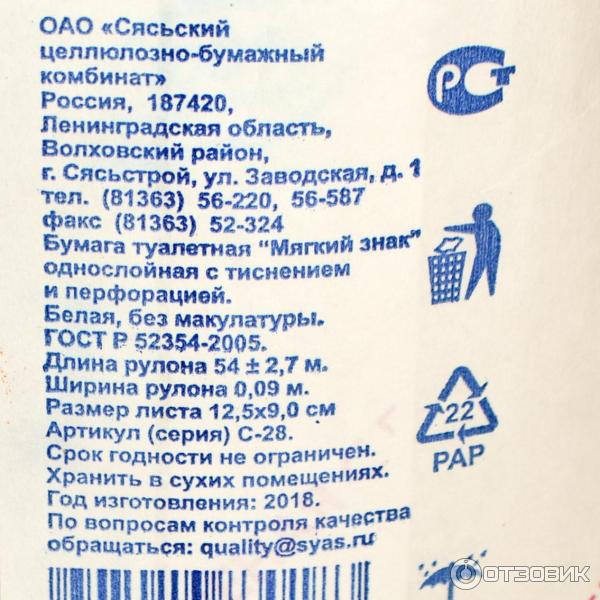 ОАО «Сясьский
целлюлозно-бумажный
комбинат»
Россия, 187420,
Ленинградская область,
Волховский район,
г. Сясьстрой, ул. Заводская, д. 1
тел. (81363) 56-220, 56-587
факс (81363) 52-324
Бумага туалетная “Мягкий знак”
однослойная с тиснением
и перфорацией.
Белая, без макулатуры.
ГОСТ Р 52354-2005.
Длина рулона 54 ± 2,7 м.
Ширина рулона 0,09 м.
Размер листа 12,5х9,0 см
Артикул (серия) С-28.
Срок годности не ограничен.
Хранить в сухих помещениях.
Год изготовления: 2018.
По вопросам контроля качества
обращаться: quality@syas.ru
РСТ
22
PAP
ОТЗОВИК